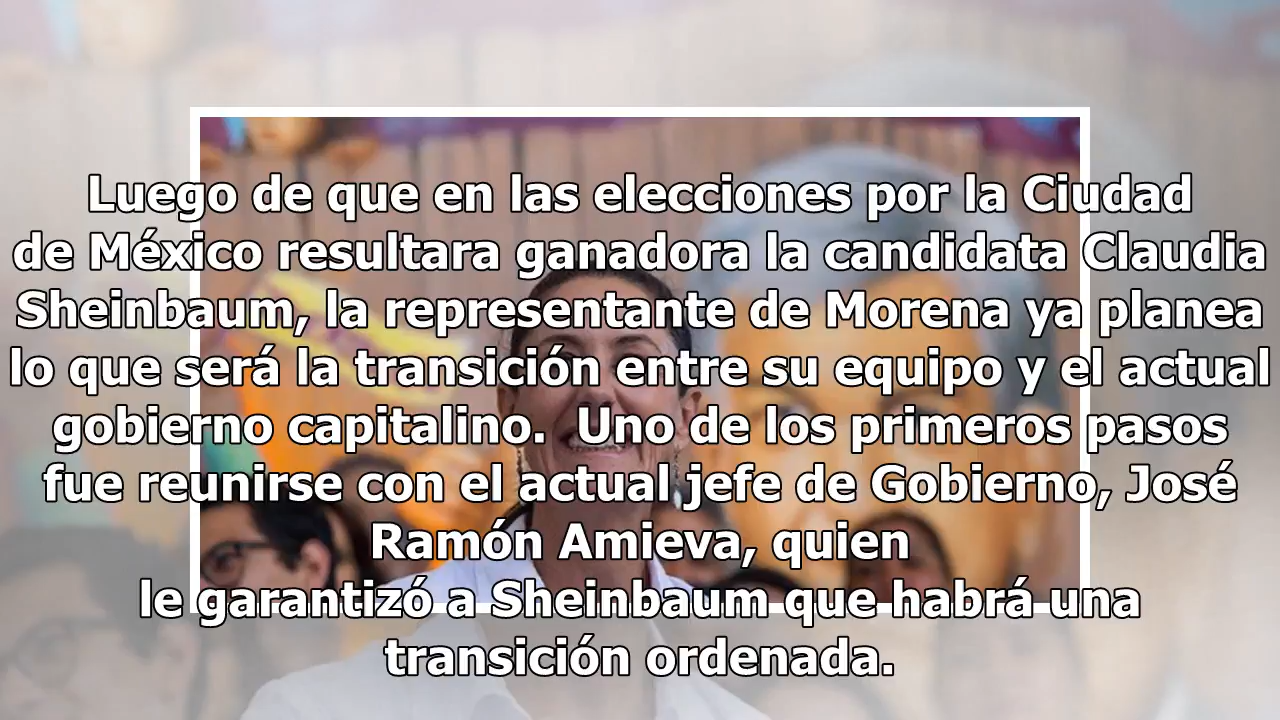 Luego de que en las elecciones por la Ciudad
de México resultara ganadora la candidata Claudia
Sheinbaum, la representante de Morena ya planea
lo que será la transición entre su equipo y el actual
gobierno capitalino.  Uno de los primeros pasos
fue reunirse con el actual jefe de Gobierno, José
Ramón Amieva, quien
le garantizó a Sheinbaum que habrá una
transición ordenada.